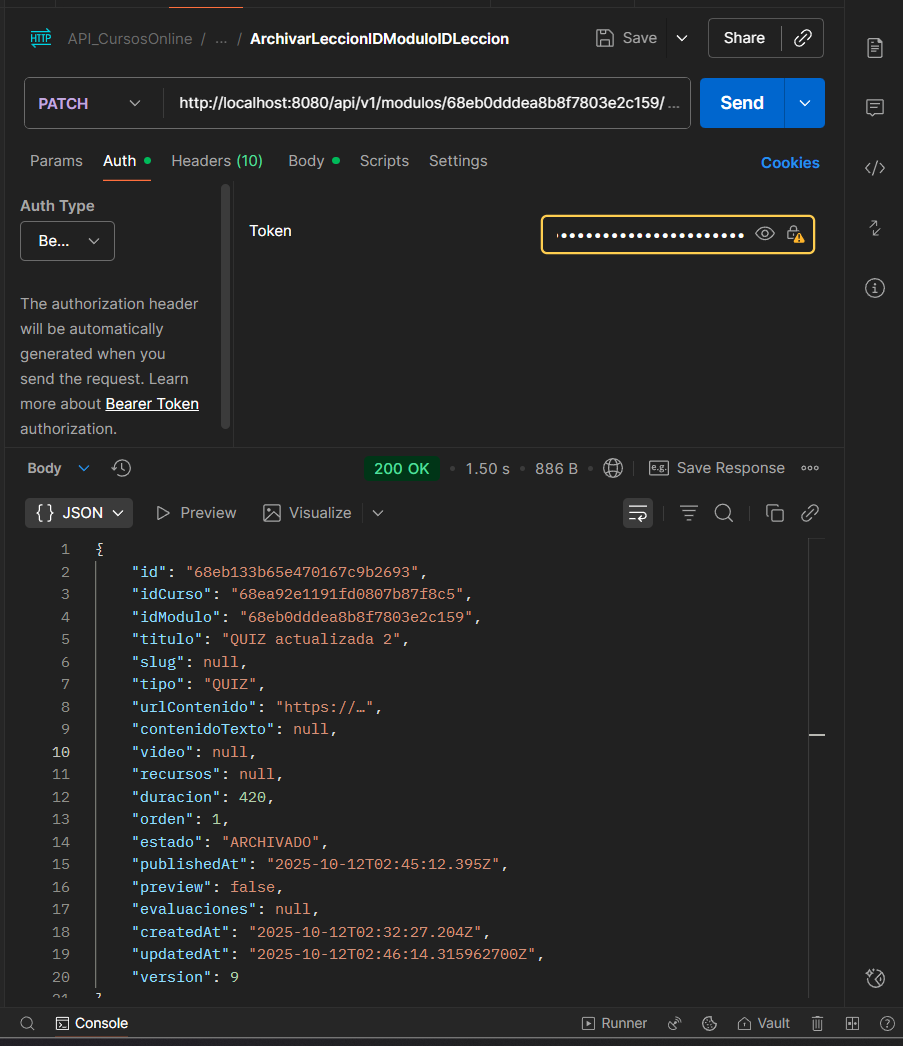 HTTP API_CursosOnline / ... / ArchivarLeccionIDModuloIDLeccion Save Share
PATCH http://localhost:8080/api/v1/modulos/68eb0dddea8b8f7803e2c159/ ... Send
Params Auth Headers (10) Body Scripts Settings Cookies
Auth Type
Be...
Token
The authorization header
will be automatically
generated when you
send the request. Learn
more about Bearer Token
authorization.
Body 200 OK 1.50 s 886 B e.g. Save Response
{} JSON Preview Visualize
1 {
2 "id": "68eb133b65e470167c9b2693",
3 "idCurso": "68ea92e1191fd0807b87f8c5",
4 "idModulo": "68eb0dddea8b8f7803e2c159",
5 "titulo": "QUIZ actualizada 2",
6 "slug": null,
7 "tipo": "QUIZ",
8 "urlContenido": "https://…",
9 "contenidoTexto": null,
10 "video": null,
11 "recursos": null,
12 "duracion": 420,
13 "orden": 1,
14 "estado": "ARCHIVADO",
15 "publishedAt": "2025-10-12T02:45:12.395Z",
16 "preview": false,
17 "evaluaciones": null,
18 "createdAt": "2025-10-12T02:32:27.204Z",
19 "updatedAt": "2025-10-12T02:46:14.315962700Z",
20 "version": 9
21 }
Console Runner Vault